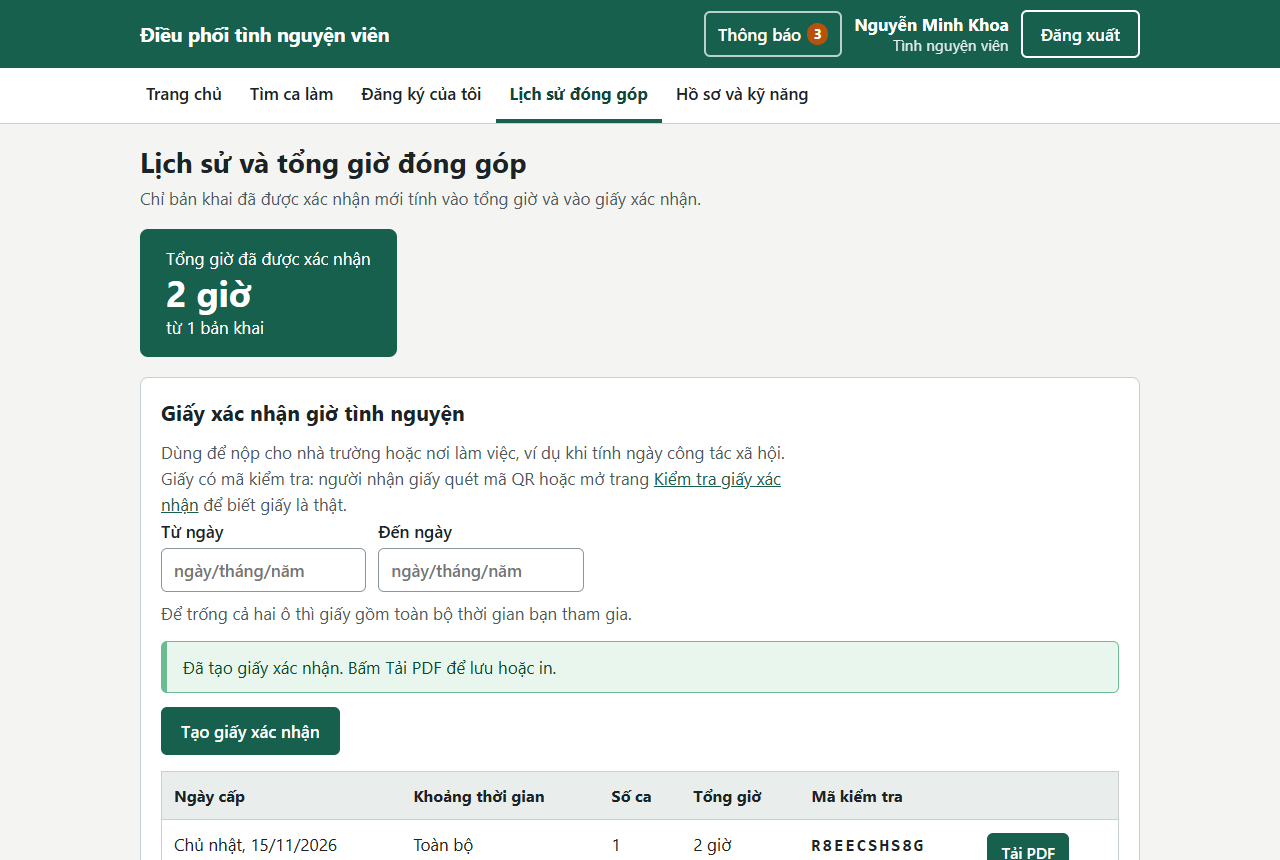 Điều phối tình nguyện viên
Thông báo 3
Nguyễn Minh Khoa
Tình nguyện viên
Đăng xuất
Trang chủ
Tìm ca làm
Đăng ký của tôi
Lịch sử đóng góp
Hồ sơ và kỹ năng
Lịch sử và tổng giờ đóng góp
Chỉ bản khai đã được xác nhận mới tính vào tổng giờ và vào giấy xác nhận.
Tổng giờ đã được xác nhận
2 giờ
từ 1 bản khai
Giấy xác nhận giờ tình nguyện
Dùng để nộp cho nhà trường hoặc nơi làm việc, ví dụ khi tính ngày công tác xã hội.
Giấy có mã kiểm tra: người nhận giấy quét mã QR hoặc mở trang Kiểm tra giấy xác
nhận để biết giấy là thật.
Từ ngày
Đến ngày
ngày/tháng/năm
ngày/tháng/năm
Để trống cả hai ô thì giấy gồm toàn bộ thời gian bạn tham gia.
Đã tạo giấy xác nhận. Bấm Tải PDF để lưu hoặc in.
Tạo giấy xác nhận
Ngày cấp
Khoảng thời gian
Số ca
Tổng giờ
Mã kiểm tra
Chủ nhật, 15/11/2026
Toàn bộ
1
2 giờ
R8EECSHS8G
Tải PDF